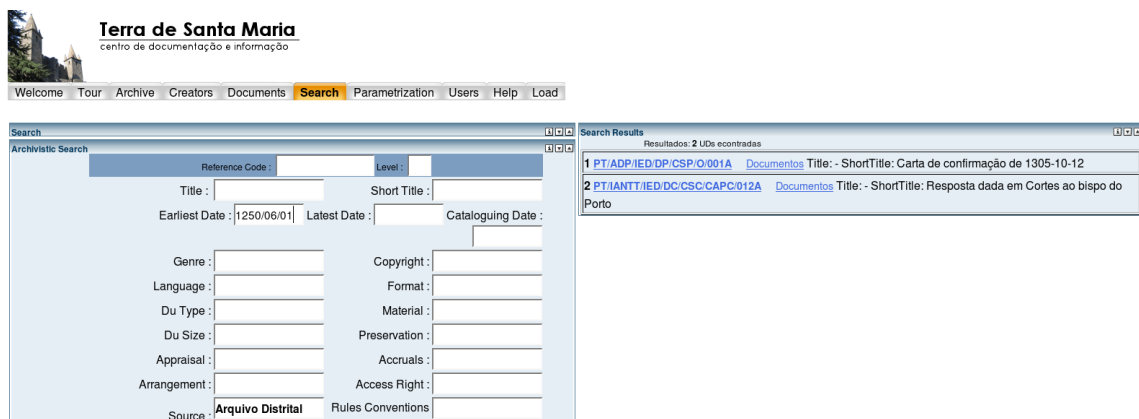 Terra de Santa Maria
centro de documentação e informação
Welcome Tour Archive Creators Documents Search Parametrization Users Help Load
Search
Archivistic Search
Reference Code : Level :
Title : Short Title :
Earliest Date : 1250/06/01 Latest Date : Cataloguing Date :
Genre : Copyright :
Language : Format :
Du Type : Material :
Du Size : Preservation :
Appraisal : Accruals :
Arrangement : Access Right :
Source : Arquivo Distrital Rules Conventions
Search Results
Resultados: 2 UDs econtradas
1 PT/ADP/IED/DP/CSP/O/001A Documentos Title: - ShortTitle: Carta de confirmação de 1305-10-12
2 PT/IANTT/IED/DC/CSC/CAPC/012A Documentos Title: - ShortTitle: Resposta dada em Cortes ao bispo do
Porto